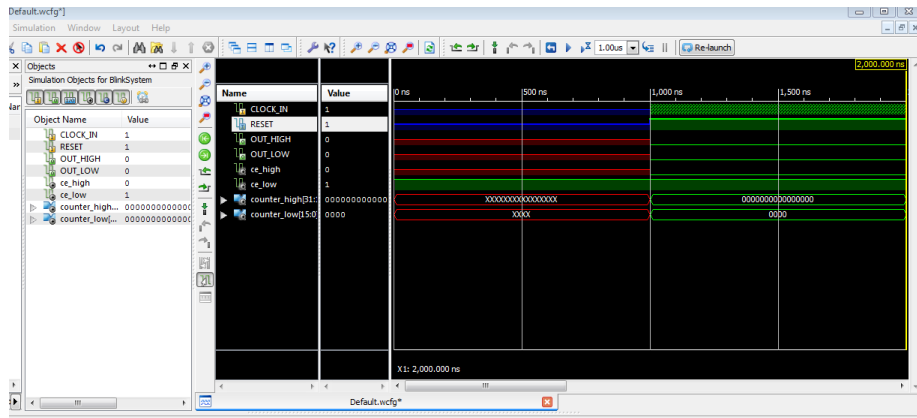 Default.wcfg*]
Simulation Window Layout Help
1.00us Re-launch
Objects
Simulation Objects for BlinkSystem
Object Name Value
CLOCK_IN 1
RESET 1
OUT_HIGH 0
OUT_LOW 0
ce_high 0
ce_low 1
counter_high... 000000000000
counter_low[... 000000000000
Name Value
CLOCK_IN 1
RESET 1
OUT_HIGH 0
OUT_LOW 0
ce_high 0
ce_low 1
counter_high[31: 000000000000
counter_low[15:0] 0000
2,000.000 ns
0 ns 500 ns 1,000 ns 1,500 ns
XXXXXXXXXXXXXXXX 0000000000000000
XXXX 0000
X1: 2,000.000 ns
Default.wcfg*